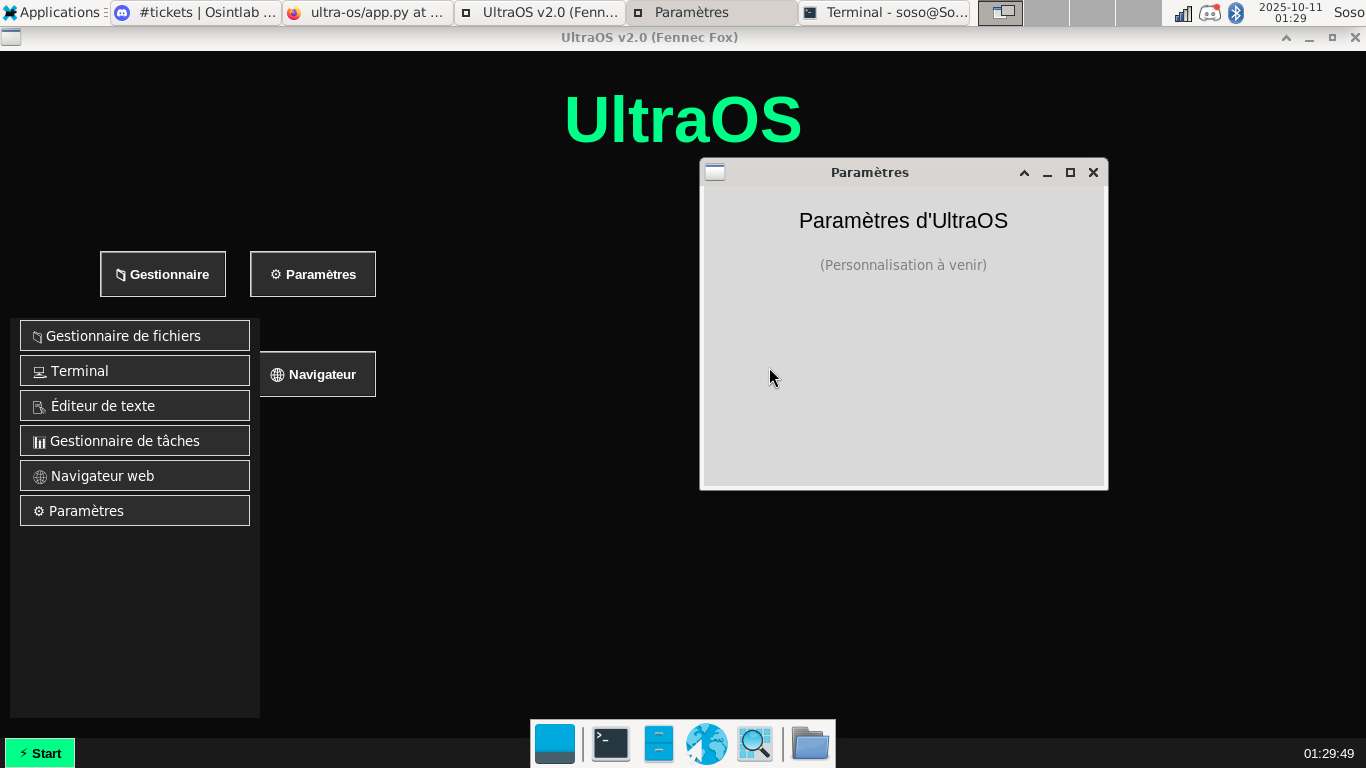 Applications
#tickets | Osintlab ...
ultra-os/app.py at ...
UltraOS v2.0 (Fenn...
Paramètres
Terminal - soso@So...
2025-10-11
01:29
Soso
UltraOS v2.0 (Fennec Fox)
UltraOS
Paramètres
Paramètres d'UltraOS
(Personnalisation à venir)
Gestionnaire
Paramètres
Navigateur
Gestionnaire de fichiers
Terminal
Éditeur de texte
Gestionnaire de tâches
Navigateur web
Paramètres
⚡ Start
01:29:49